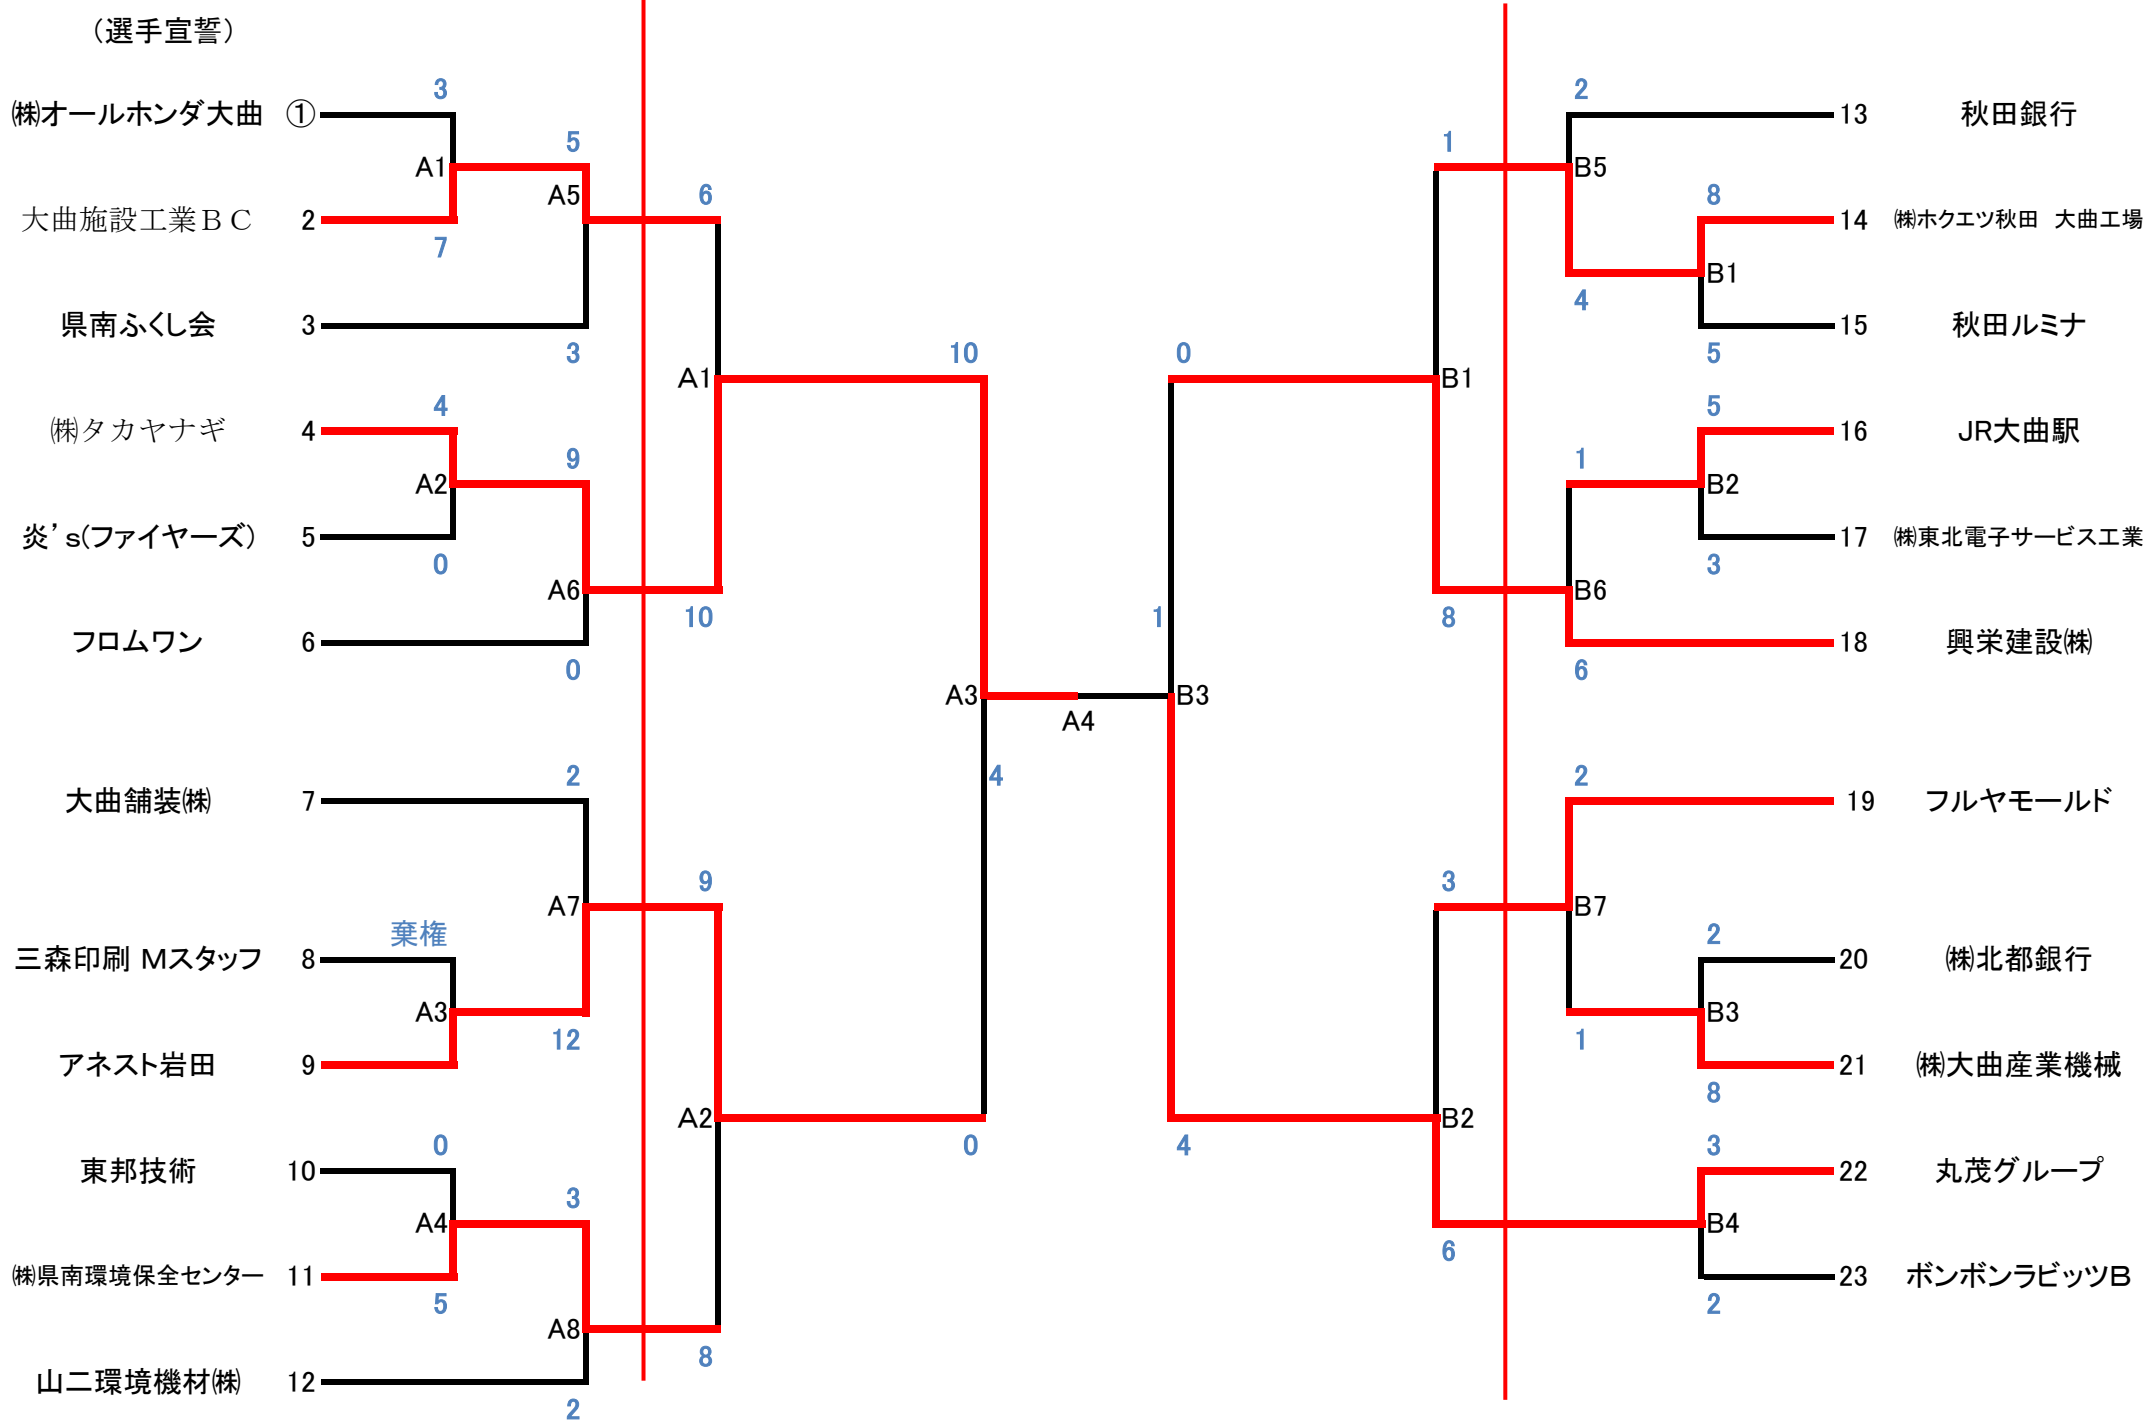 （選手宣誓）
3 2
㈱オールホンダ大曲 ① 13 秋田銀行
5 1
A1 B5
A5 6 8
大曲施設工業ＢＣ 2 14 ㈱ホクエツ秋田　大曲工場
7
B1
4
県南ふくし会 3 15 秋田ルミナ
3 10 0 5
A1 B1
4 5
㈱タカヤナギ 4 16 JR大曲駅
9 1
A2 B2
炎’s(ファイヤーズ） 5 17 ㈱東北電子サービス工業
0 3
A6 B6
10 1 8
フロムワン 6 18 興栄建設㈱
0 6
A3 B3
A4
2 4 2
大曲舗装㈱ 7 19 フルヤモールド
9 3
A7 B7
棄権 2
三森印刷 Mスタッフ 8 20 ㈱北都銀行
A3 B3
12 1
アネスト岩田 9 21 ㈱大曲産業機械
8
A2 B2
0 0 4 3
東邦技術 10 22 丸茂グループ
3
A4 B4
6
㈱県南環境保全センター 11 23 ボンボンラビッツB
5 2
A8
8
山二環境機材㈱ 12
2